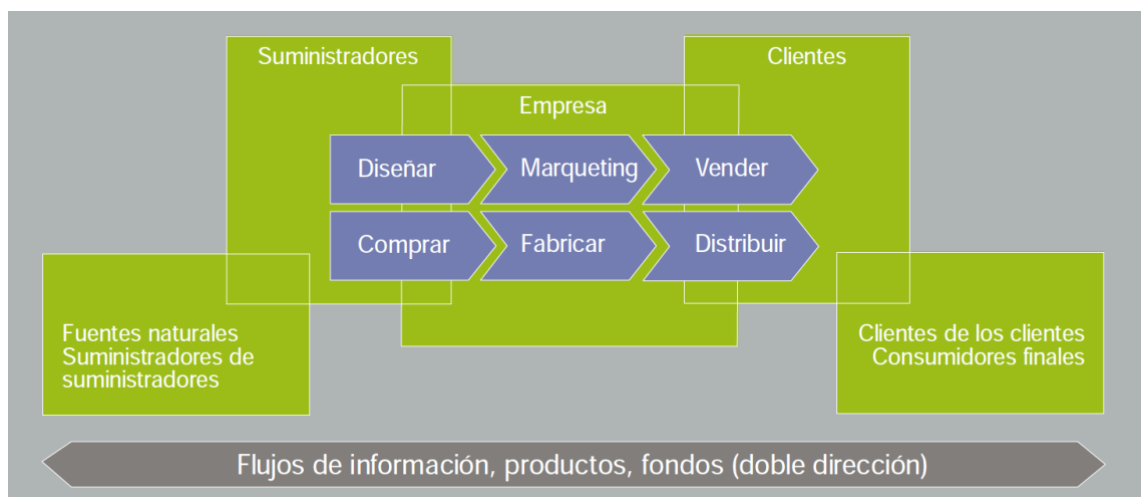 Suministradores
Clientes
Empresa
Diseñar
Marqueting
Vender
Comprar
Fabricar
Distribuir
Fuentes naturales
Suministradores de
suministradores
Clientes de los clientes
Consumidores finales
Flujos de información, productos, fondos (doble dirección)